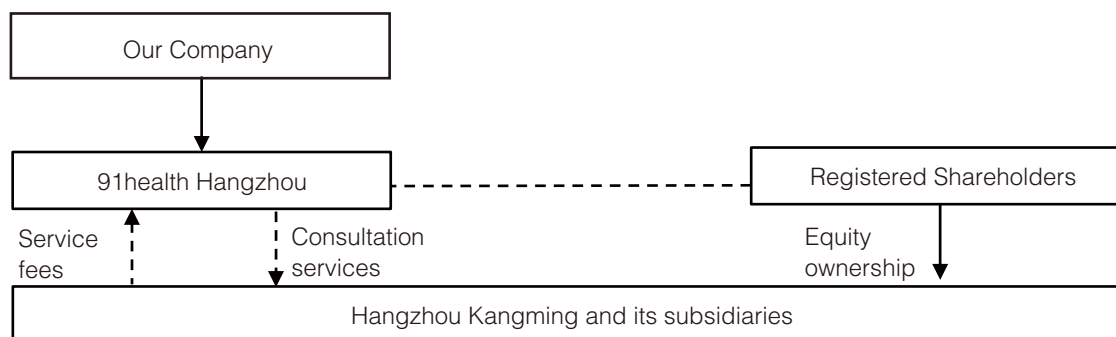 Our Company
91health Hangzhou
Registered Shareholders
Service
fees
Consultation
services
Equity
ownership
Hangzhou Kangming and its subsidiaries